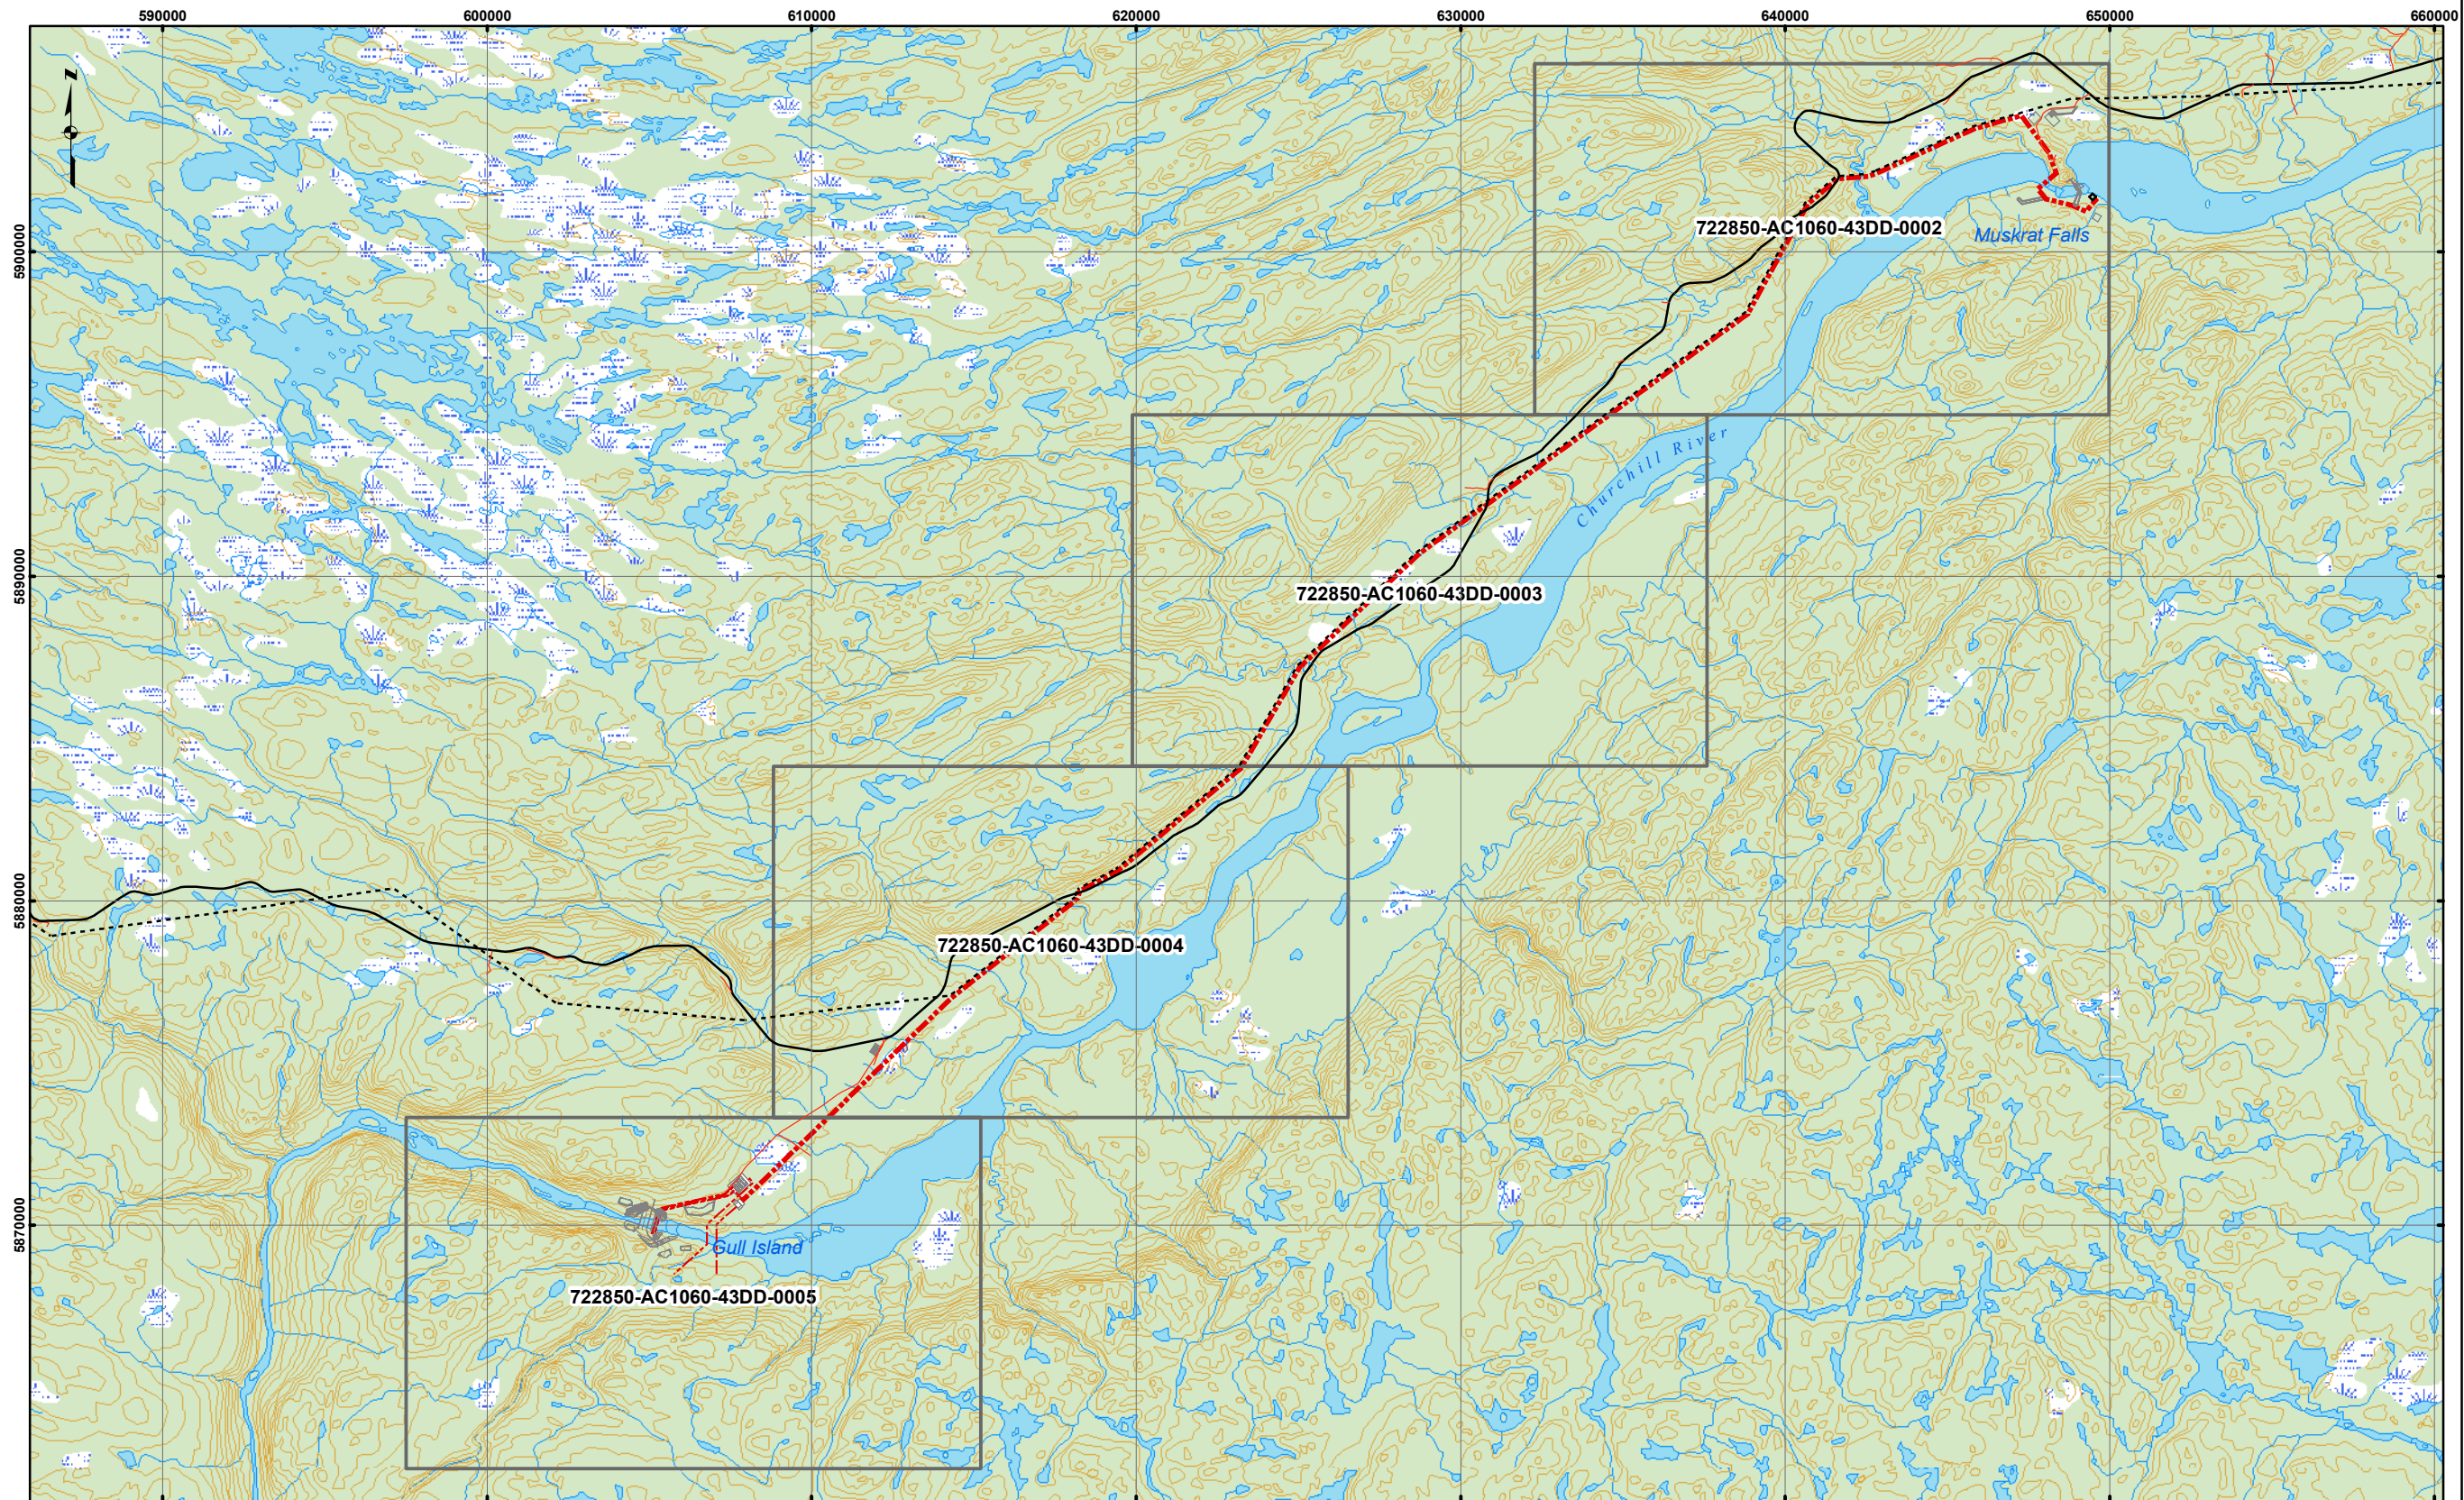 590000 600000 610000 620000 630000 640000 650000 660000
N
5900000
722850-AC1060-43DD-0002
Muskrat Falls
Churchill River
5890000
722850-AC1060-43DD-0003
5880000
722850-AC1060-43DD-0004
5870000
Gull Island
722850-AC1060-43DD-0005